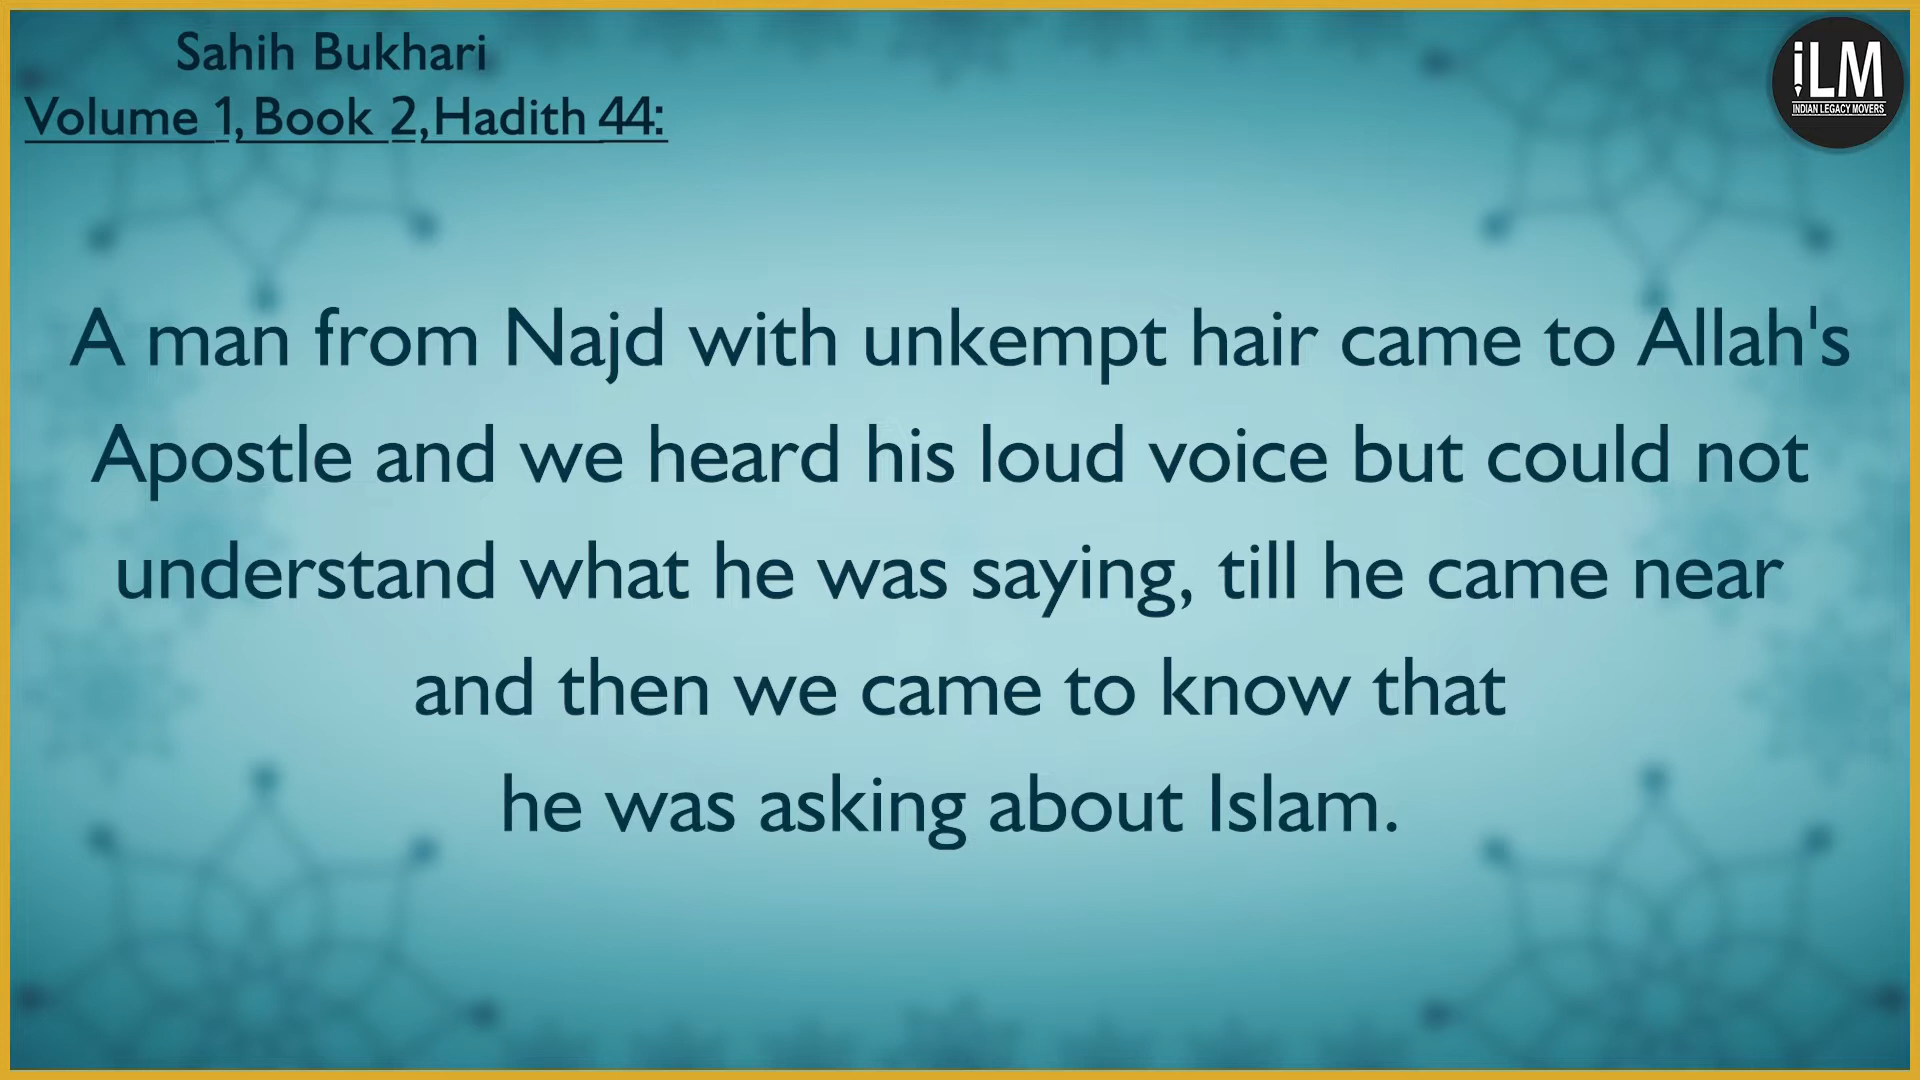 Sahih Bukhari
Volume 1, Book 2, Hadith 44:
iLM
INDIAN LEGACY MOVERS
A man from Najd with unkempt hair came to Allah's
Apostle and we heard his loud voice but could not
understand what he was saying, till he came near
and then we came to know that
he was asking about Islam.